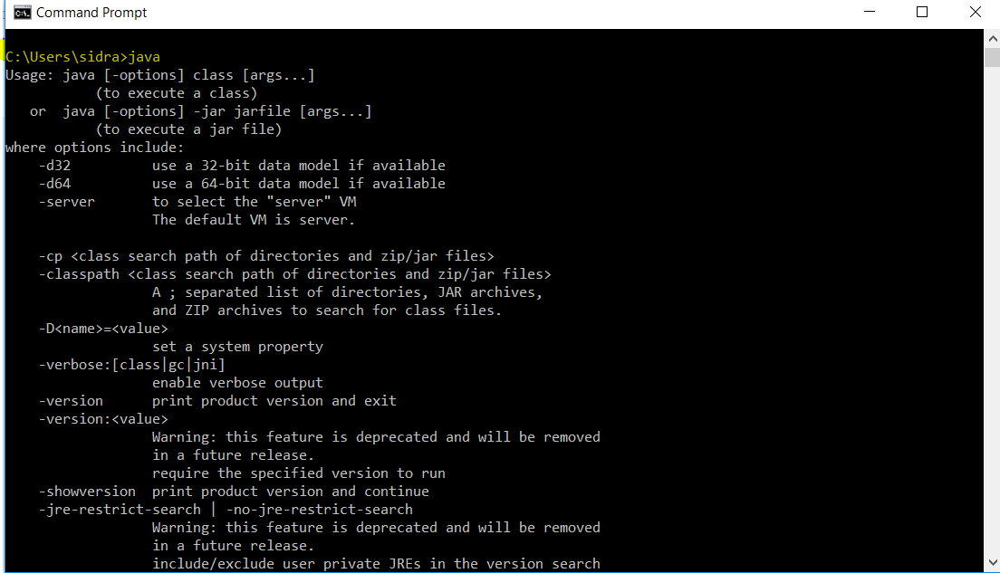 Command Prompt
C:\Users\sidra>java
Usage: java [-options] class [args...]
           (to execute a class)
   or  java [-options] -jar jarfile [args...]
           (to execute a jar file)
where options include:
    -d32          use a 32-bit data model if available
    -d64          use a 64-bit data model if available
    -server       to select the "server" VM
                  The default VM is server.

    -cp <class search path of directories and zip/jar files>
    -classpath <class search path of directories and zip/jar files>
                  A ; separated list of directories, JAR archives,
                  and ZIP archives to search for class files.
    -D<name>=<value>
                  set a system property
    -verbose:[class|gc|jni]
                  enable verbose output
    -version      print product version and exit
    -version:<value>
                  Warning: this feature is deprecated and will be removed
                  in a future release.
                  require the specified version to run
    -showversion  print product version and continue
    -jre-restrict-search | -no-jre-restrict-search
                  Warning: this feature is deprecated and will be removed
                  in a future release.
                  include/exclude user private JREs in the version search